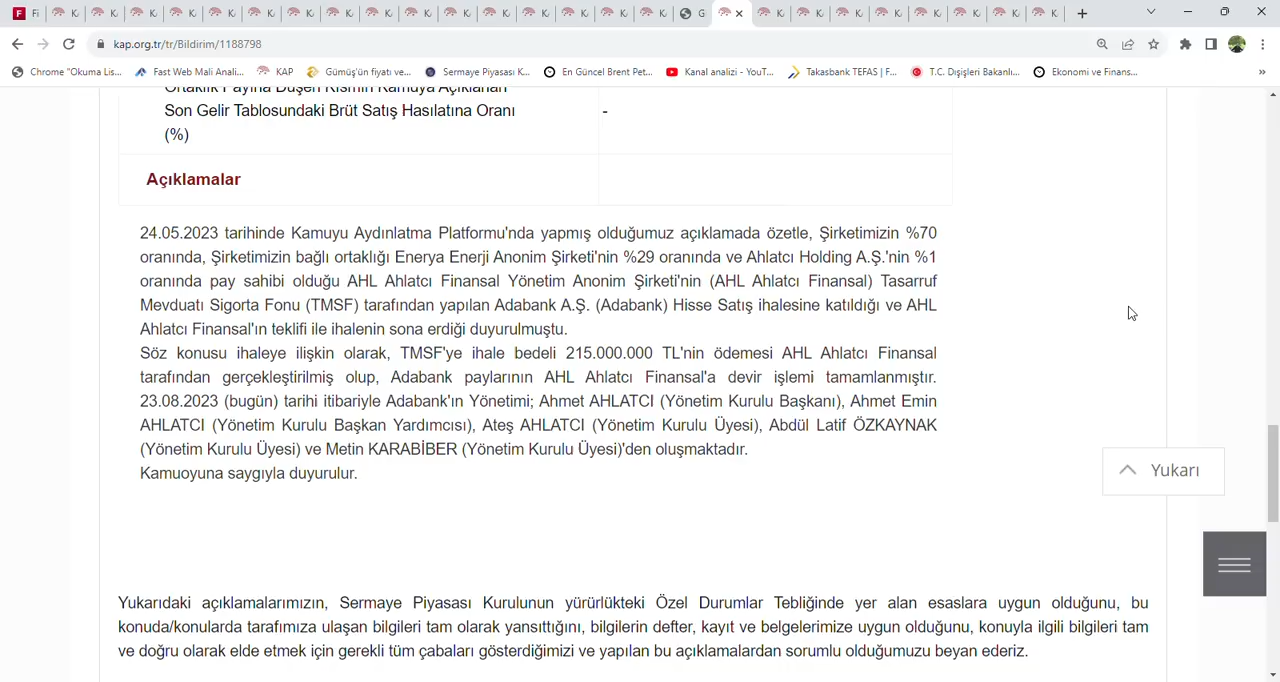 F Fi
kap.org.tr/tr/Bildirim/1188798
Chrome "Okuma Lis... Fast Web Mali Anali... KAP Gümüş'ün fiyatı ve... Sermaye Piyasası K... En Güncel Brent Pet... Kanal analizi - YouT... Takasbank TEFAS | F... T.C. Dışişleri Bakanlı... Ekonomi ve Finans... »
Ortaklık Payına Düşen Kısmın Kamuya Açıklanan
Son Gelir Tablosundaki Brüt Satış Hasılatına Oranı -
(%)
Açıklamalar
24.05.2023 tarihinde Kamuyu Aydınlatma Platformu'nda yapmış olduğumuz açıklamada özetle, Şirketimizin %70
oranında, Şirketimizin bağlı ortaklığı Enerya Enerji Anonim Şirketi'nin %29 oranında ve Ahlatcı Holding A.Ş.'nin %1
oranında pay sahibi olduğu AHL Ahlatcı Finansal Yönetim Anonim Şirketi'nin (AHL Ahlatcı Finansal) Tasarruf
Mevduatı Sigorta Fonu (TMSF) tarafından yapılan Adabank A.Ş. (Adabank) Hisse Satış ihalesine katıldığı ve AHL
Ahlatcı Finansal'ın teklifi ile ihalenin sona erdiği duyurulmuştu.
Söz konusu ihaleye ilişkin olarak, TMSF'ye ihale bedeli 215.000.000 TL'nin ödemesi AHL Ahlatcı Finansal
tarafından gerçekleştirilmiş olup, Adabank paylarının AHL Ahlatcı Finansal'a devir işlemi tamamlanmıştır.
23.08.2023 (bugün) tarihi itibariyle Adabank'ın Yönetimi; Ahmet AHLATCI (Yönetim Kurulu Başkanı), Ahmet Emin
AHLATCI (Yönetim Kurulu Başkan Yardımcısı), Ateş AHLATCI (Yönetim Kurulu Üyesi), Abdül Latif ÖZKAYNAK
(Yönetim Kurulu Üyesi) ve Metin KARABİBER (Yönetim Kurulu Üyesi)'den oluşmaktadır.
Kamuoyuna saygıyla duyurulur.
Yukarı
Yukarıdaki açıklamalarımızın, Sermaye Piyasası Kurulunun yürürlükteki Özel Durumlar Tebliğinde yer alan esaslara uygun olduğunu, bu
konuda/konularda tarafımıza ulaşan bilgileri tam olarak yansıttığını, bilgilerin defter, kayıt ve belgelerimize uygun olduğunu, konuyla ilgili bilgileri tam
ve doğru olarak elde etmek için gerekli tüm çabaları gösterdiğimizi ve yapılan bu açıklamalardan sorumlu olduğumuzu beyan ederiz.